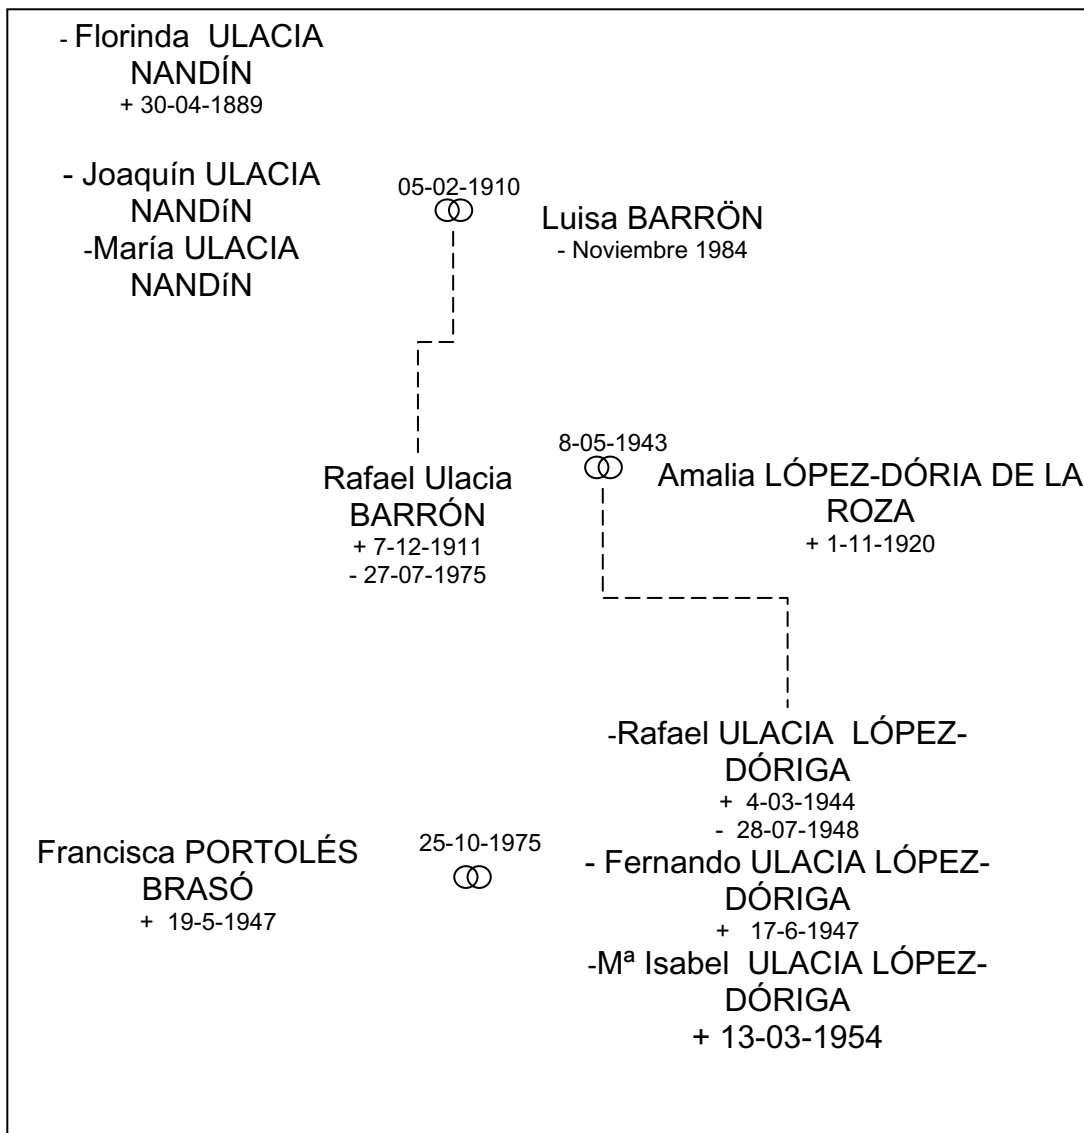 - Florinda ULACIA
NANDÍN
+ 30-04-1889
- Joaquín ULACIA
NANDíN
-María ULACIA
NANDíN
05-02-1910
Luisa BARRÖN
- Noviembre 1984
Rafael Ulacia
BARRÓN
+ 7-12-1911
- 27-07-1975
8-05-1943
Amalia LÓPEZ-DÓRIA DE LA
ROZA
+ 1-11-1920
-Rafael ULACIA LÓPEZ-
DÓRIGA
+ 4-03-1944
- 28-07-1948
Francisca PORTOLÉS
BRASÓ
+ 19-5-1947
25-10-1975
- Fernando ULACIA LÓPEZ-
DÓRIGA
+ 17-6-1947
-Mª Isabel ULACIA LÓPEZ-
DÓRIGA
+ 13-03-1954